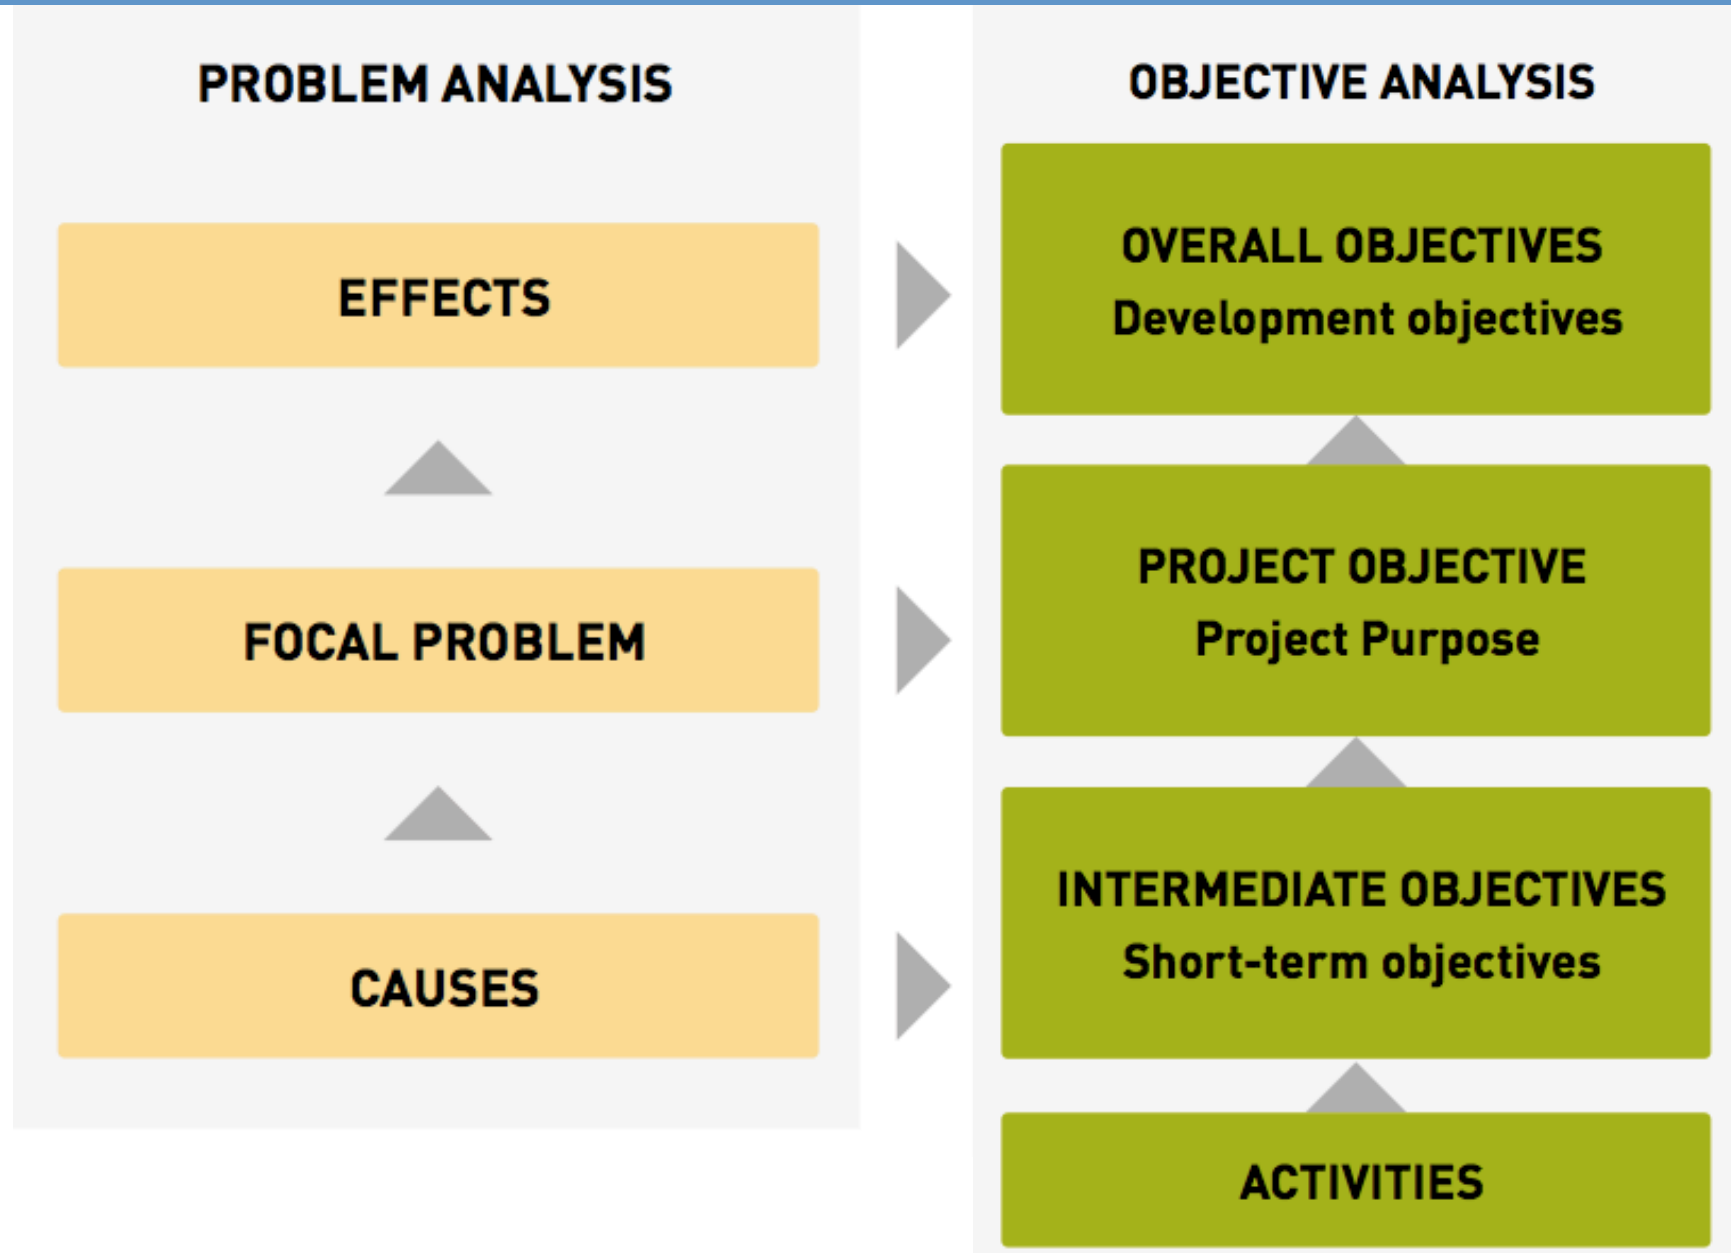 PROBLEM ANALYSIS
EFFECTS
FOCAL PROBLEM
CAUSES
OBJECTIVE ANALYSIS
OVERALL OBJECTIVES
Development objectives
PROJECT OBJECTIVE
Project Purpose
INTERMEDIATE OBJECTIVES
Short-term objectives
ACTIVITIES